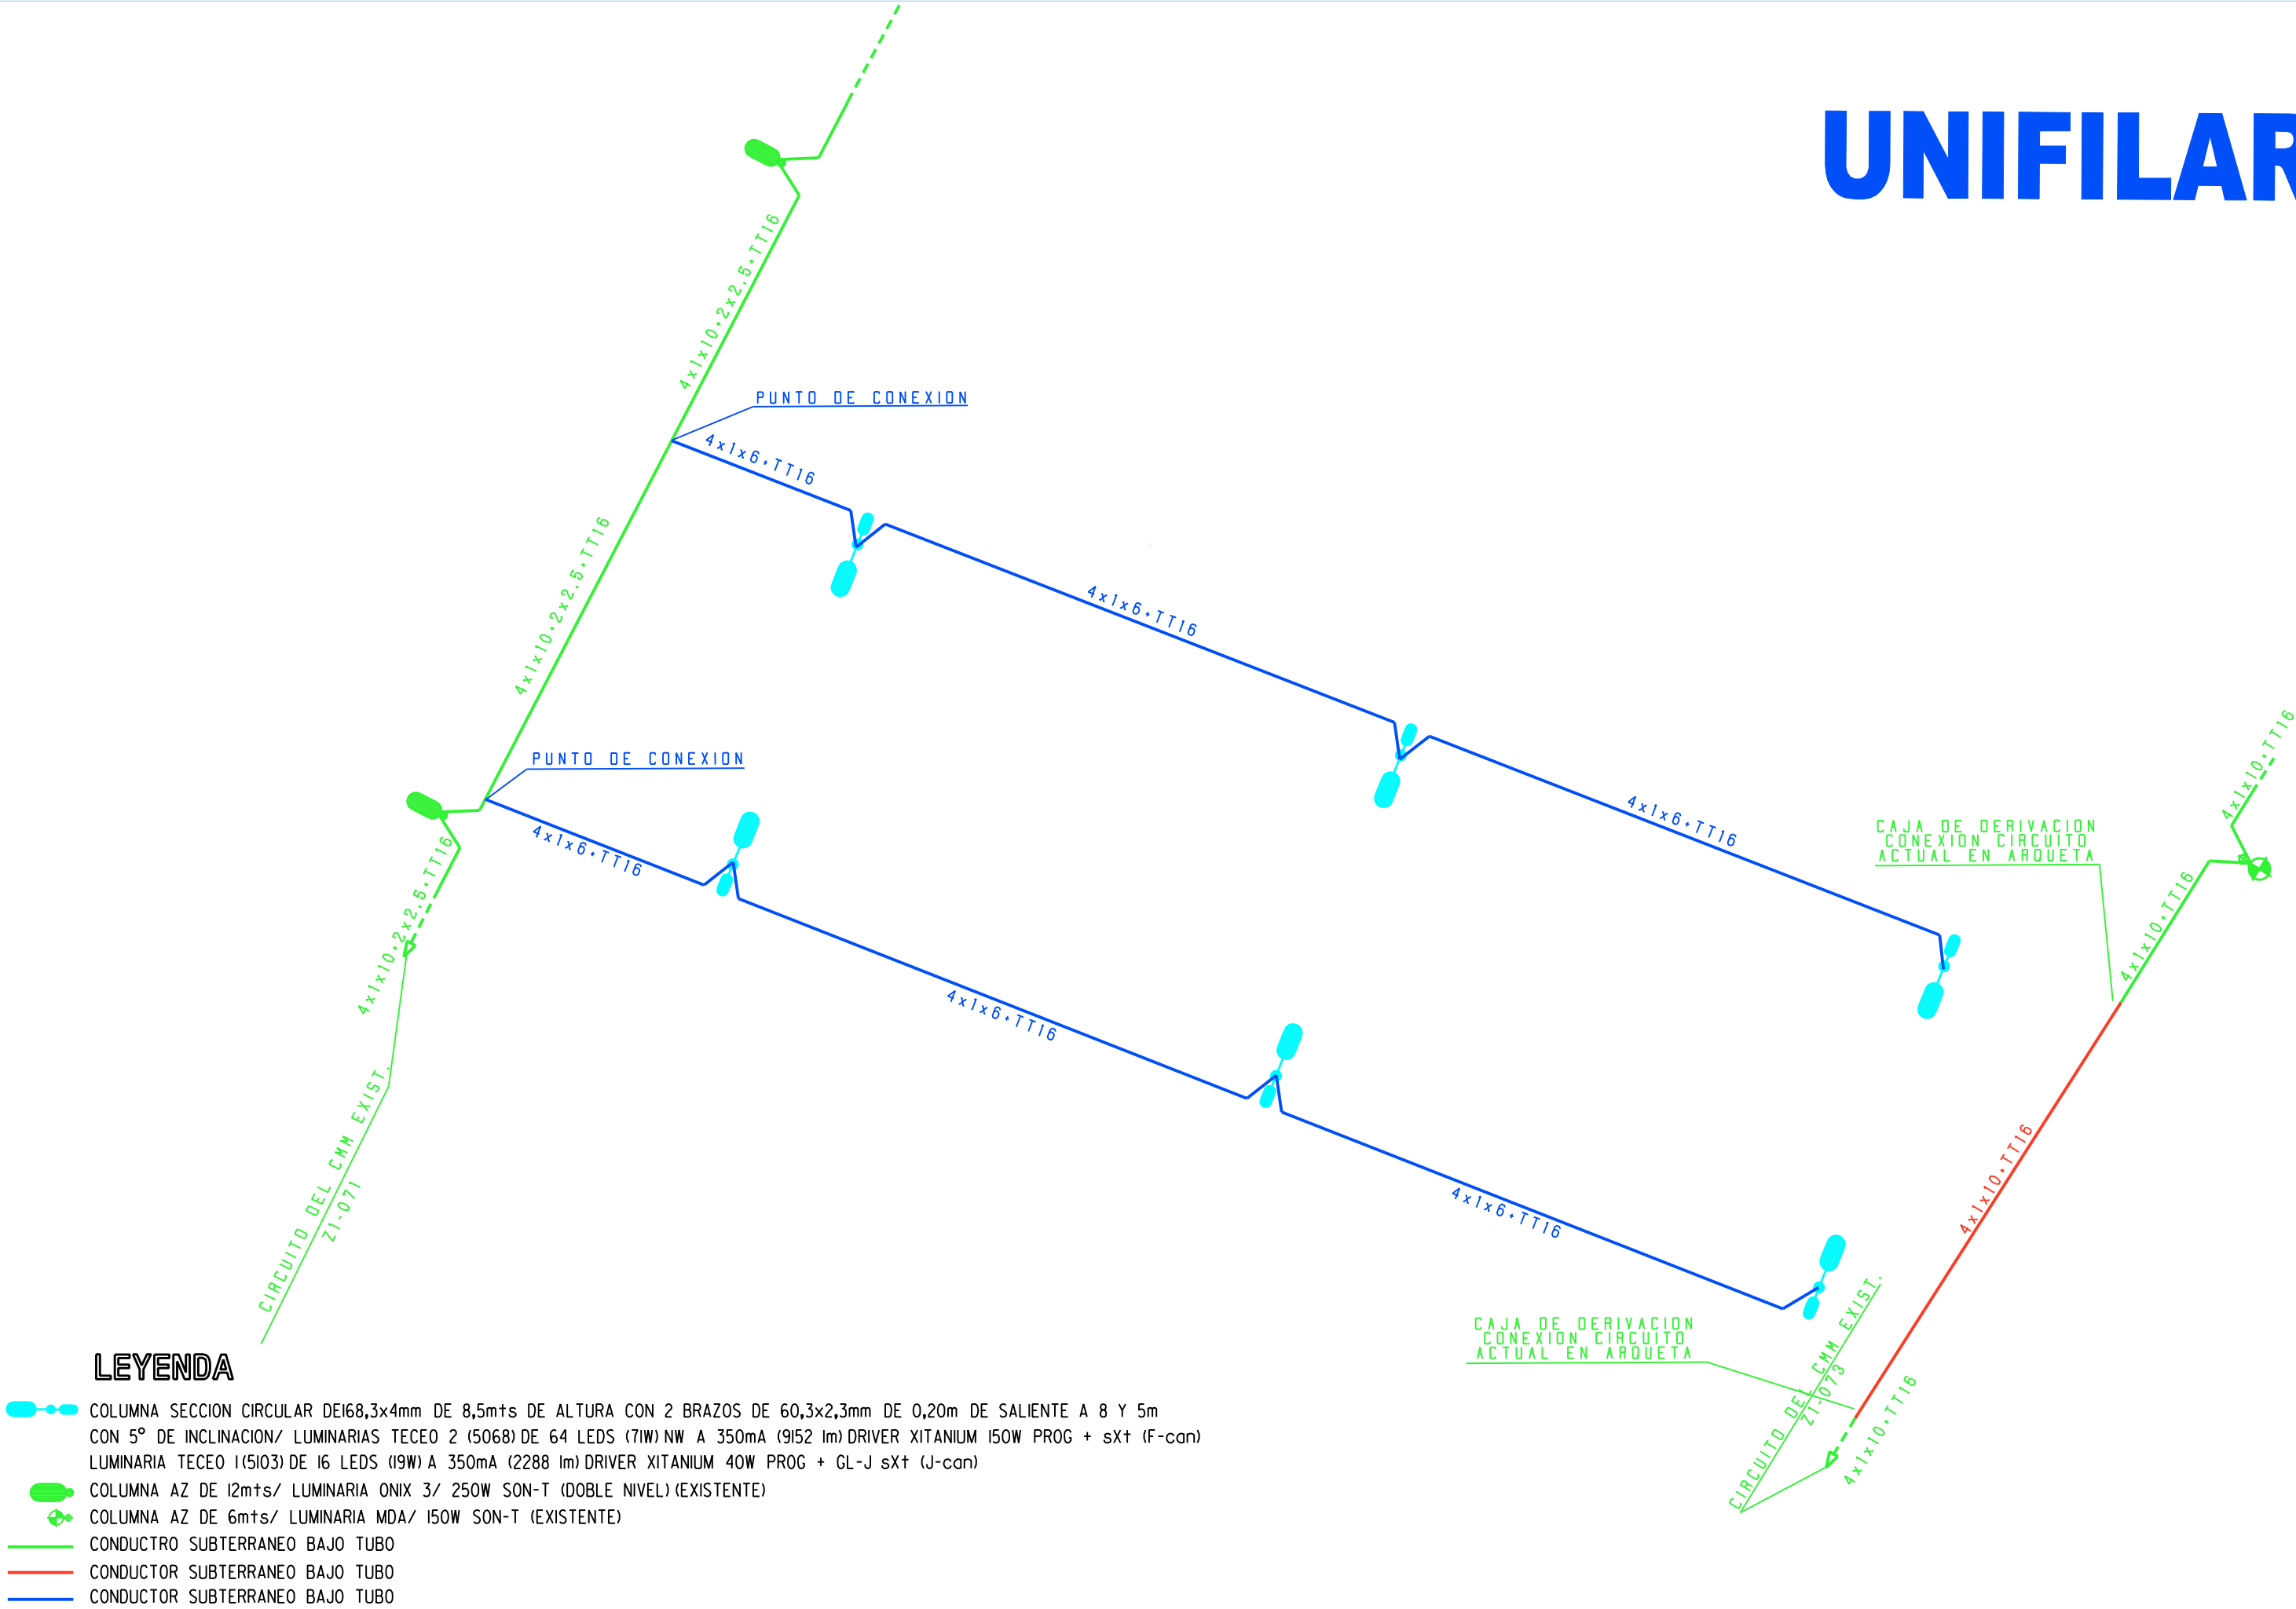 UNIFILAR
4x1x10+2x2,5+TT16
PUNTO DE CONEXION
4x1x6+TT16
4x1x10+2x2,5+TT16
4x1x6+TT16
4x1x6+TT16
PUNTO DE CONEXION
4x1x6+TT16
4x1x10+2x2,5+TT16
4x1x6+TT16
4x1x6+TT16
CIRCUITO DEL CMM EXIST.
Z1-071
4x1x10+TT16
CAJA DE DERIVACION
CONEXION CIRCUITO
ACTUAL EN ARQUETA
4x1x10+TT16
4x1x10+TT16
CAJA DE DERIVACION
CONEXION CIRCUITO
ACTUAL EN ARQUETA
CIRCUITO DEL CMM EXIST.
Z1-073
4x1x10+TT16
LEYENDA
COLUMNA SECCION CIRCULAR DE168,3x4mm DE 8,5mts DE ALTURA CON 2 BRAZOS DE 60,3x2,3mm DE 0,20m DE SALIENTE A 8 Y 5m
CON 5° DE INCLINACION/ LUMINARIAS TECEO 2 (5068) DE 64 LEDS (71W) NW A 350mA (9152 lm) DRIVER XITANIUM 150W PROG + sXt (F-can)
LUMINARIA TECEO 1 (5103) DE 16 LEDS (19W) A 350mA (2288 lm) DRIVER XITANIUM 40W PROG + GL-J sXt (J-can)
COLUMNA AZ DE 12mts/ LUMINARIA ONIX 3/ 250W SON-T (DOBLE NIVEL) (EXISTENTE)
COLUMNA AZ DE 6mts/ LUMINARIA MDA/ 150W SON-T (EXISTENTE)
CONDUCTRO SUBTERRANEO BAJO TUBO
CONDUCTOR SUBTERRANEO BAJO TUBO
CONDUCTOR SUBTERRANEO BAJO TUBO